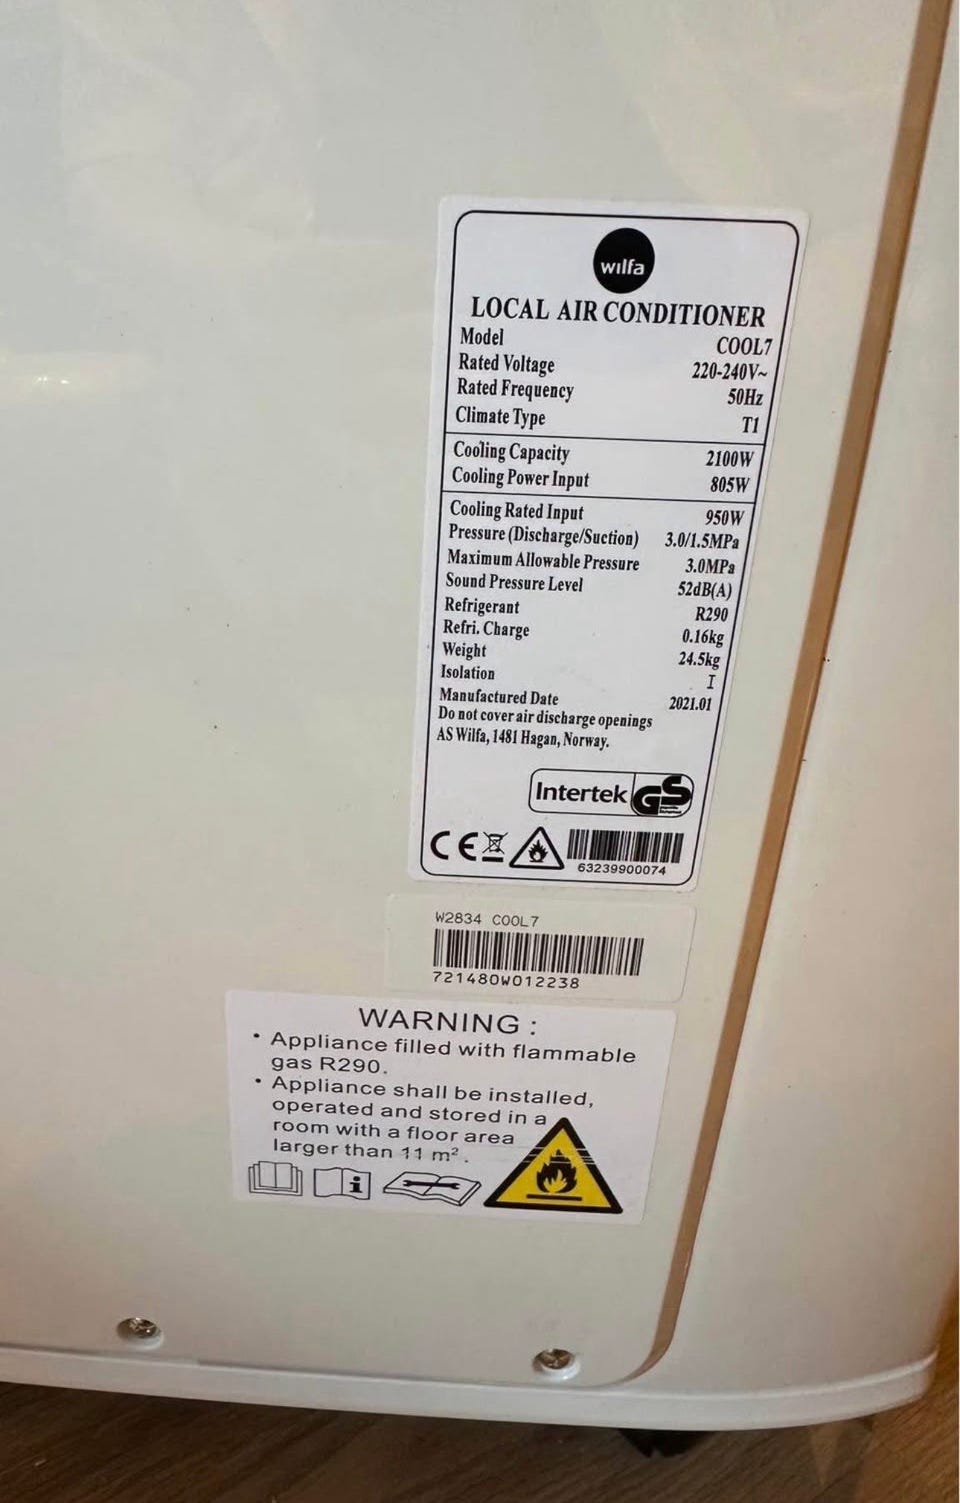 wilfa
LOCAL AIR CONDITIONER
Model COOL7
Rated Voltage 220-240V~
Rated Frequency 50Hz
Climate Type T1
Cooling Capacity 2100W
Cooling Power Input 805W
Cooling Rated Input 950W
Pressure (Discharge/Suction) 3.0/1.5MPa
Maximum Allowable Pressure 3.0MPa
Sound Pressure Level 52dB(A)
Refrigerant R290
Refri. Charge 0.16kg
Weight 24.5kg
Isolation I
Manufactured Date 2021.01
Do not cover air discharge openings
AS Wilfa, 1481 Hagan, Norway.
Intertek GS
CE
63239900074
W2834 COOL7
721480W012238
WARNING :
• Appliance filled with flammable
gas R290.
• Appliance shall be installed,
operated and stored in a
room with a floor area
larger than 11 m².